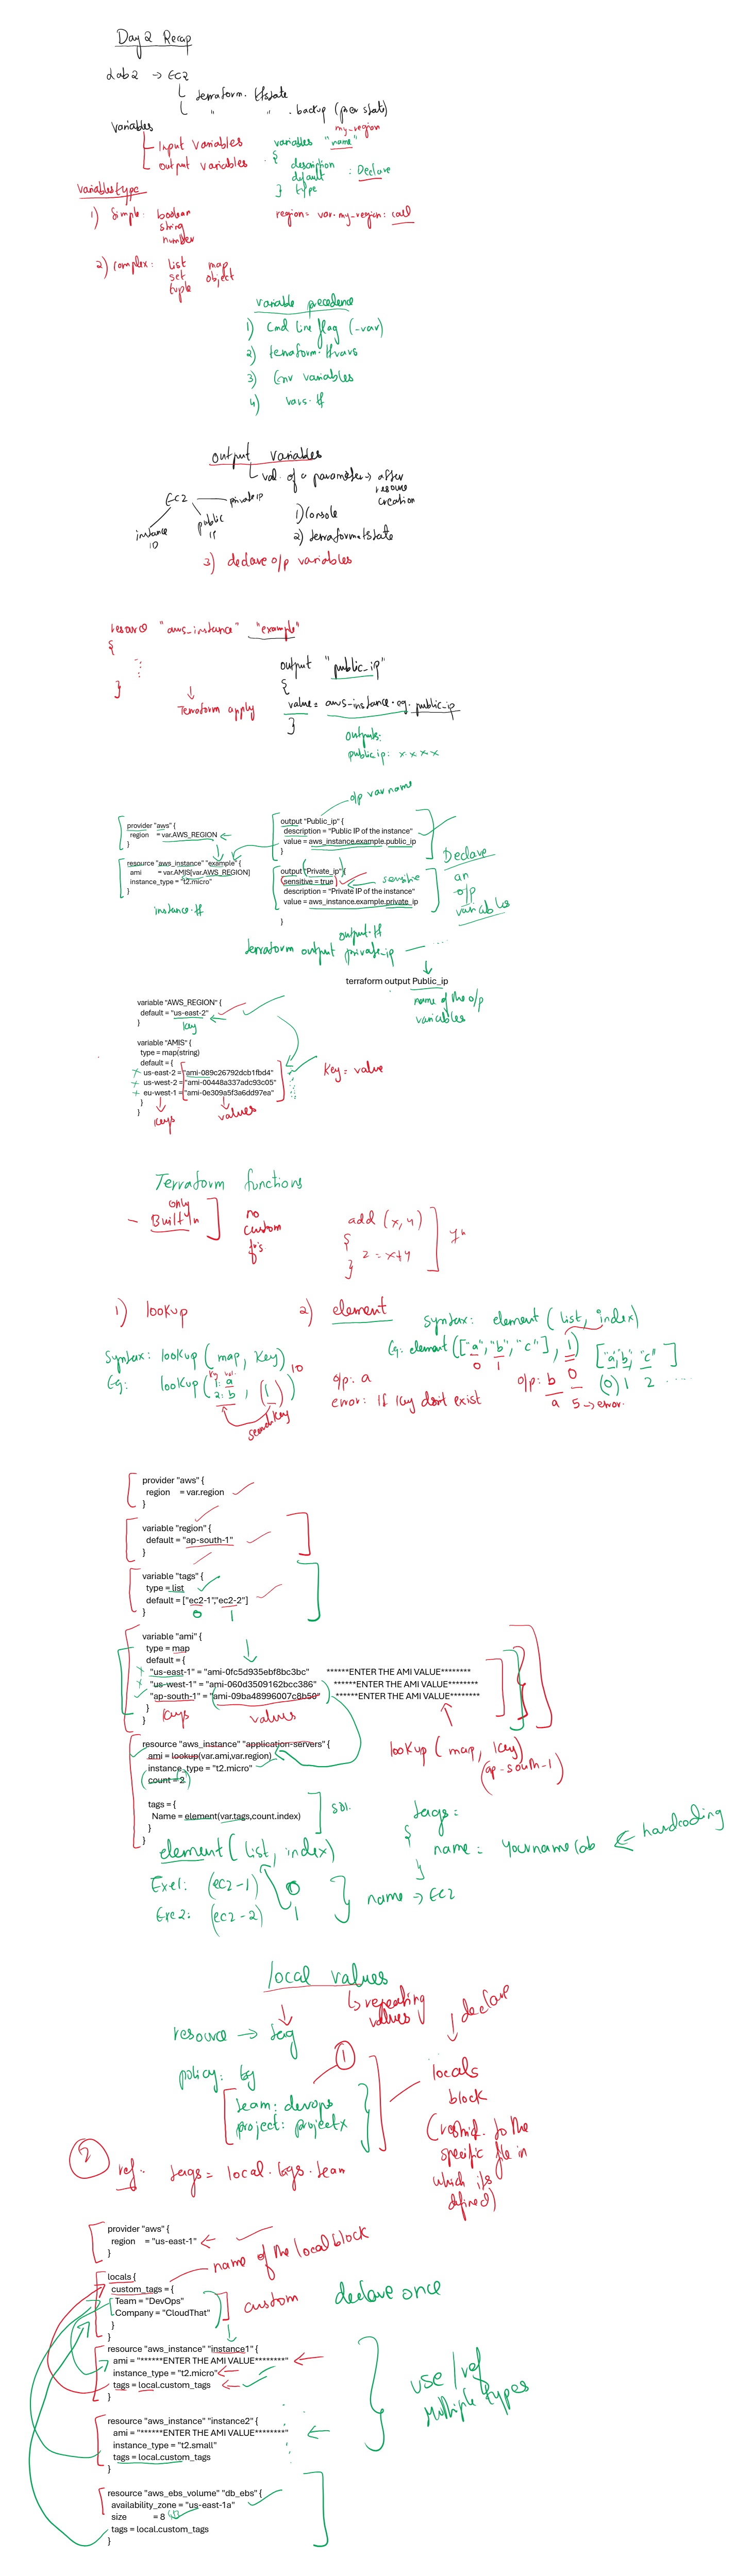 Day 2 Recap
Lab2 → EC2
terraform.tfstate
" " .backup (prev state)
Variables
Input Variables
Output Variables
variables "name"
my-region
{
description
default : Declare
} type
region = var.my-region : call
Variables type
1) Simple: boolean
string
number
2) Complex: List map
set object
tuple
Variable precedence
1) Cmd line flag (-var)
2) terraform.tfvars
3) Env variables
4) vars.tf
Output Variables
val. of a parameter → after
resource
creation
EC2 private ip
public
IP
instance
ID
1) Console
2) terraform.tfstate
3) declare o/p variables
resource "aws_instance" "example"
{
}
Terraform apply
output "public_ip"
{
value = aws_instance.eg.public_ip
}
Outputs:
public ip: x x x x
o/p var name
provider "aws" {
region = var.AWS_REGION
}
resource "aws_instance" "example" {
ami = var.AMIS[var.AWS_REGION]
instance_type = "t2.micro"
}
instance.tf
output "Public_ip" {
description = "Public IP of the instance"
value = aws_instance.example.public_ip
}
output "Private_ip" {
sensitive = true
sensitive
description = "Private IP of the instance"
value = aws_instance.example.private_ip
}
Declare
an
o/p
variables
output.tf
terraform output private_ip
terraform output Public_ip
name of the o/p
variables
variable "AWS_REGION" {
default = "us-east-2"
}
key
variable "AMIS" {
type = map(string)
default = {
us-east-2 = "ami-089c26792dcb1fbd4"
us-west-2 = "ami-00448a337adc93c05"
eu-west-1 = "ami-0e309a5f3a6dd97ea"
}
}
Key = value
keys values
Terraform functions
only
- Built In
no
custom
f's
add (x, y)
{
z = x+y
}
1) lookup
Syntax: lookup (map, key)
Eg: lookup (1: a
2: b, (1))
10
search key
o/p: a
error: If key don't exist
2) element
Syntax: element (list, index)
Eg: element (["a", "b", "c"], 1)
0 1
["a", "b", "c"]
(0) 1 2
o/p: b 0
a 5 → error.
provider "aws" {
region = var.region
}
variable "region" {
default = "ap-south-1"
}
variable "tags" {
type = list
default = ["ec2-1","ec2-2"]
}
0 1
variable "ami" {
type = map
default = {
"us-east-1" = "ami-0fc5d935ebf8bc3bc" ******ENTER THE AMI VALUE********
"us-west-1" = "ami-060d3509162bcc386" ******ENTER THE AMI VALUE********
"ap-south-1" = "ami-09ba48996007c8b50" ******ENTER THE AMI VALUE********
}
}
keys values
lookup (map, key)
(ap-south-1)
resource "aws_instance" "application-servers" {
ami = lookup(var.ami,var.region)
instance_type = "t2.micro"
count = 2
tags = {
Name = element(var.tags,count.index)
}
}
tags =
{
name = yournamelab ← hardcoding
}
element (list, index)
Exe1: (ec2-1) 0
Exe2: (ec2-2) 1
name → EC2
local values
repeating
values
resource → tag
policy: tag
1
team: devops
project: projectx
declare
locals
block
(restrict. to the
specific file in
which it's
defined)
2
ref: tags = local.tags.team
provider "aws" {
region = "us-east-1"
}
name of the local block
locals {
custom_tags = {
Team = "DevOps"
Company = "CloudThat"
}
}
custom
declare once
resource "aws_instance" "instance1" {
ami = "******ENTER THE AMI VALUE********"
instance_type = "t2.micro"
tags = local.custom_tags
}
use/ref
multiple types
resource "aws_instance" "instance2" {
ami = "******ENTER THE AMI VALUE********"
instance_type = "t2.small"
tags = local.custom_tags
}
resource "aws_ebs_volume" "db_ebs" {
availability_zone = "us-east-1a"
size = 8
tags = local.custom_tags
}